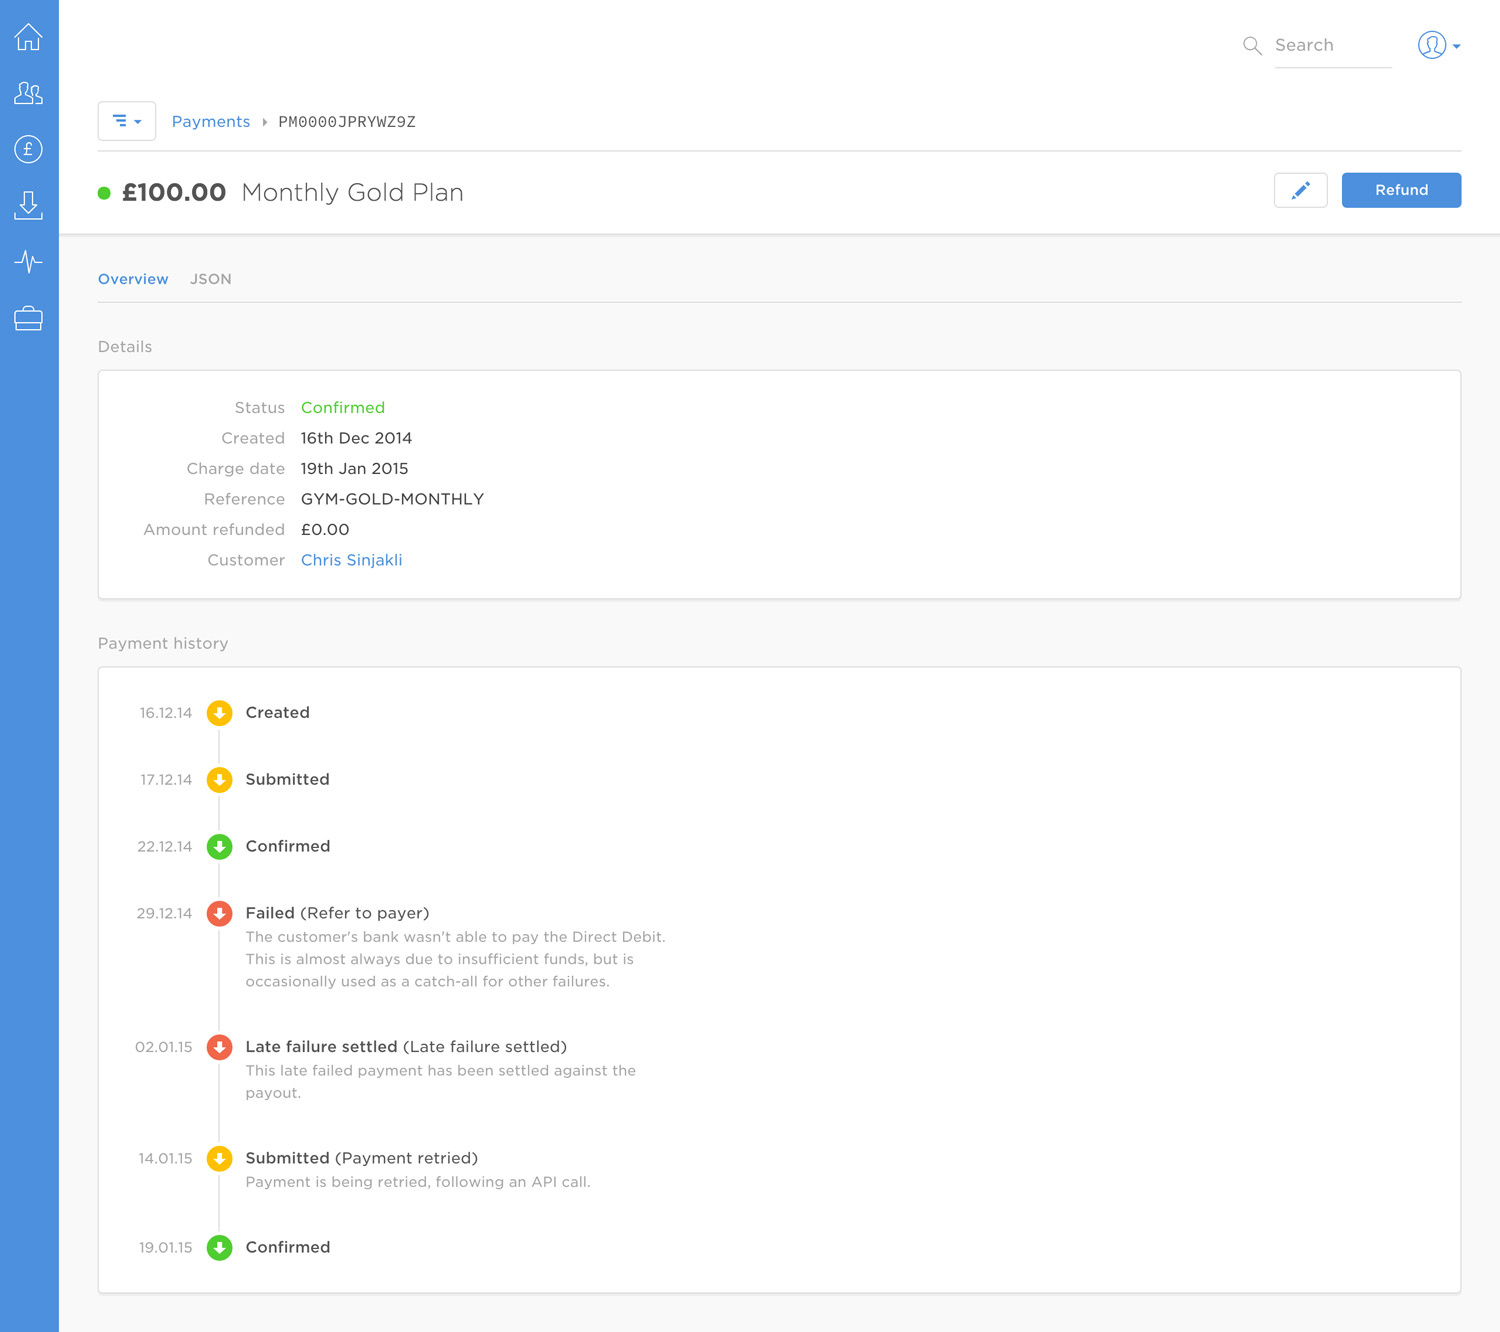 Search
Payments PM0000JPRYWZ9Z
£100.00 Monthly Gold Plan
Refund
Overview JSON
Details
Status Confirmed
Created 16th Dec 2014
Charge date 19th Jan 2015
Reference GYM-GOLD-MONTHLY
Amount refunded £0.00
Customer Chris Sinjakli
Payment history
16.12.14 Created
17.12.14 Submitted
22.12.14 Confirmed
29.12.14 Failed (Refer to payer)
The customer's bank wasn't able to pay the Direct Debit.
This is almost always due to insufficient funds, but is
occasionally used as a catch-all for other failures.
02.01.15 Late failure settled (Late failure settled)
This late failed payment has been settled against the
payout.
14.01.15 Submitted (Payment retried)
Payment is being retried, following an API call.
19.01.15 Confirmed